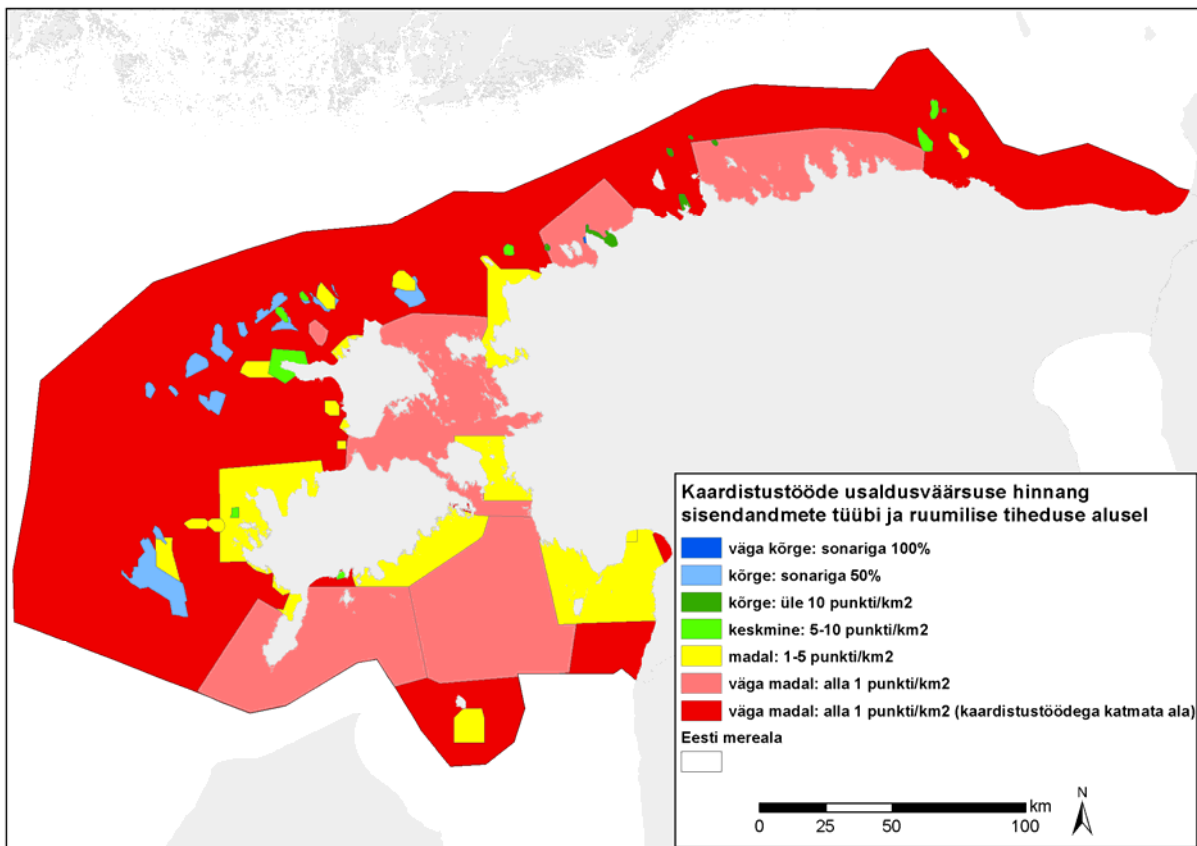 Kaardistustööde usaldusväärsuse hinnang
sisendandmete tüübi ja ruumilise tiheduse alusel
väga kõrge: sonariga 100%
kõrge: sonariga 50%
kõrge: üle 10 punkti/km2
keskmine: 5-10 punkti/km2
madal: 1-5 punkti/km2
väga madal: alla 1 punkti/km2
väga madal: alla 1 punkti/km2 (kaardistustöödega katmata ala)
Eesti mereala
N
km
0 25 50 100